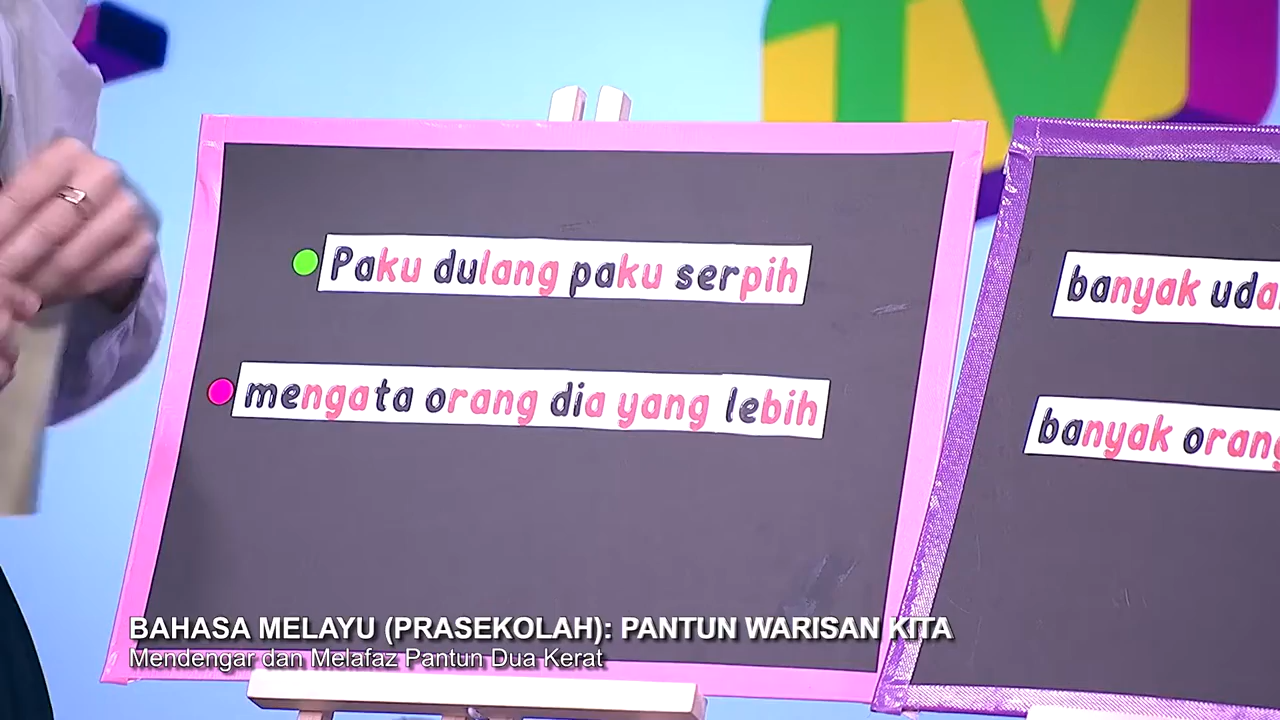 TV
Paku dulang paku serpih
mengata orang dia yang lebih
banyak
banyak orang
BAHASA MELAYU (PRASEKOLAH): PANTUN WARISAN KITA
Mendengar dan Melafaz Pantun Dua Kerat